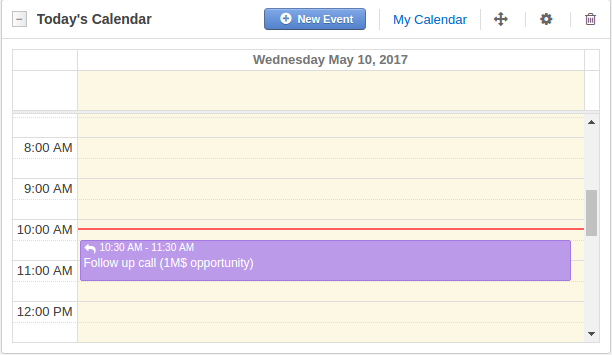 Today's Calendar
New Event
My Calendar
Wednesday May 10, 2017
8:00 AM
9:00 AM
10:00 AM
10:30 AM - 11:30 AM
Follow up call (1M$ opportunity)
11:00 AM
12:00 PM